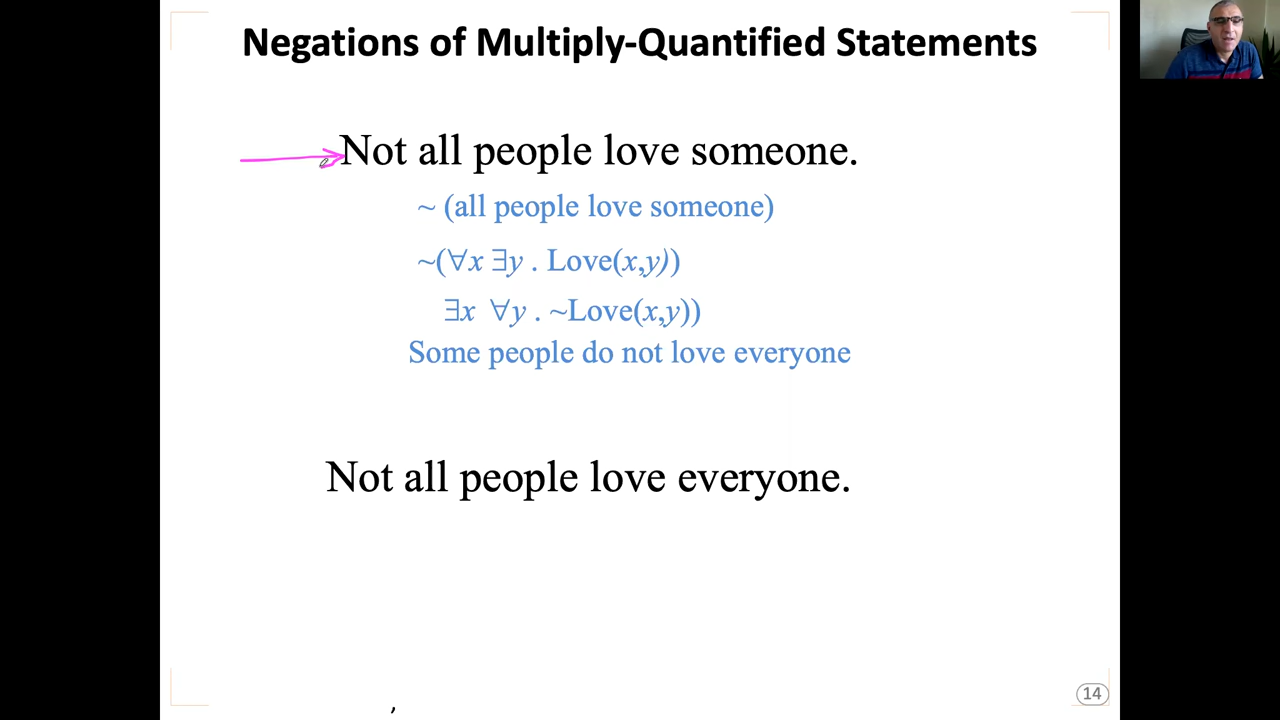 Negations of Multiply-Quantified Statements
Not all people love someone.
~ (all people love someone)
~(∀x ∃y . Love(x,y))
∃x ∀y . ~Love(x,y))
Some people do not love everyone
Not all people love everyone.
14
,